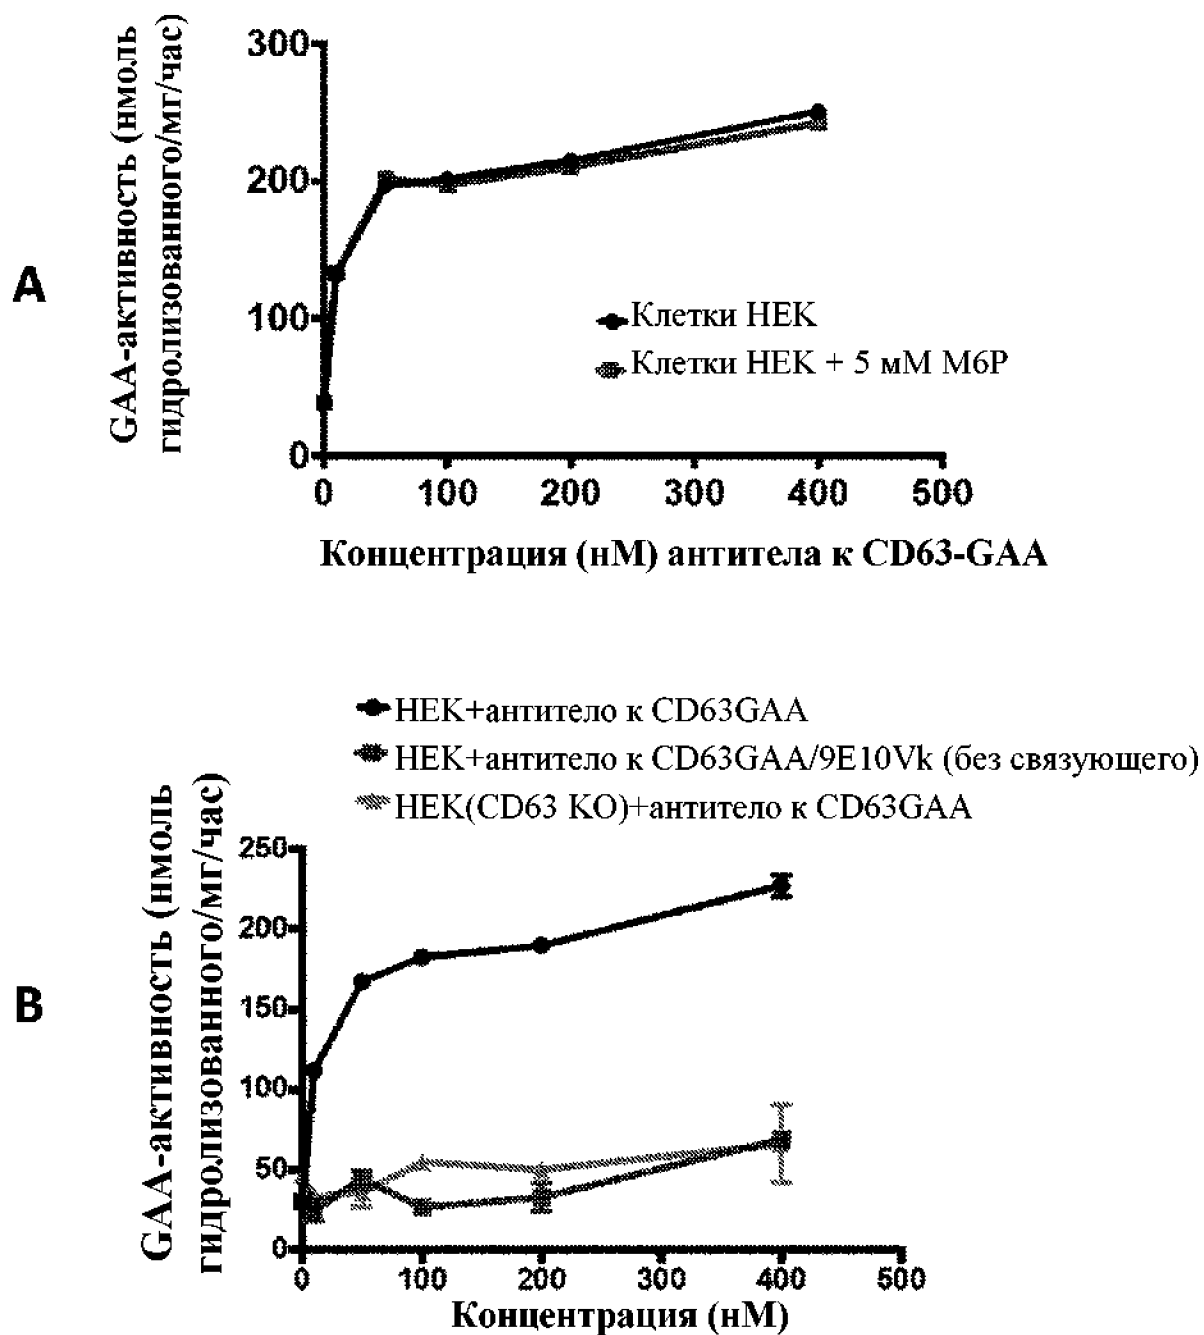 A
GAA-активность (нмоль
гидролизованного/мг/час)
300
200
100
0
0 100 200 300 400 500
Клетки HEK
Клетки HEK + 5 мМ M6P
Концентрация (нМ) антитела к CD63-GAA
B
HEK+антитело к CD63GAA
HEK+антитело к CD63GAA/9E10Vk (без связующего)
HEK(CD63 KO)+антитело к CD63GAA
GAA-активность (нмоль
гидролизованного/мг/час)
250
200
150
100
50
0
0 100 200 300 400 500
Концентрация (нМ)